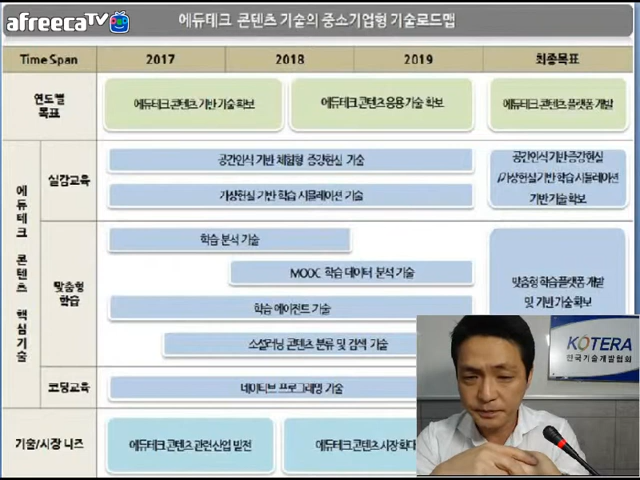 afreecaTV
에듀테크 콘텐츠 기술의 중소기업형 기술로드맵
Time Span
2017
2018
2019
최종목표
연도별
목표
에듀테크 콘텐츠 기반 기술 확보
에듀테크 콘텐츠 응용 기술 확보
에듀테크 콘텐츠 플랫폼 개발
에듀테크 콘텐츠 핵심기술
실감교육
공간인식 기반 체험형 증강현실 기술
가상현실 기반 학습 시뮬레이션 기술
공간인식 기반 증강현실
/가상현실 기반 학습 시뮬레이션
기반 기술 확보
맞춤형
학습
학습 분석 기술
MOOC 학습 데이터 분석 기술
학습 에이전트 기술
소셜러닝 콘텐츠 분류 및 검색 기술
맞춤형 학습 플랫폼 개발
및 기반 기술 확보
코딩교육
네이티브 프로그래밍 기술
기술/시장 니즈
에듀테크 콘텐츠 관련 산업 발전
에듀테크 콘텐츠 시장 확대
KOTERA
한국기술개발협회